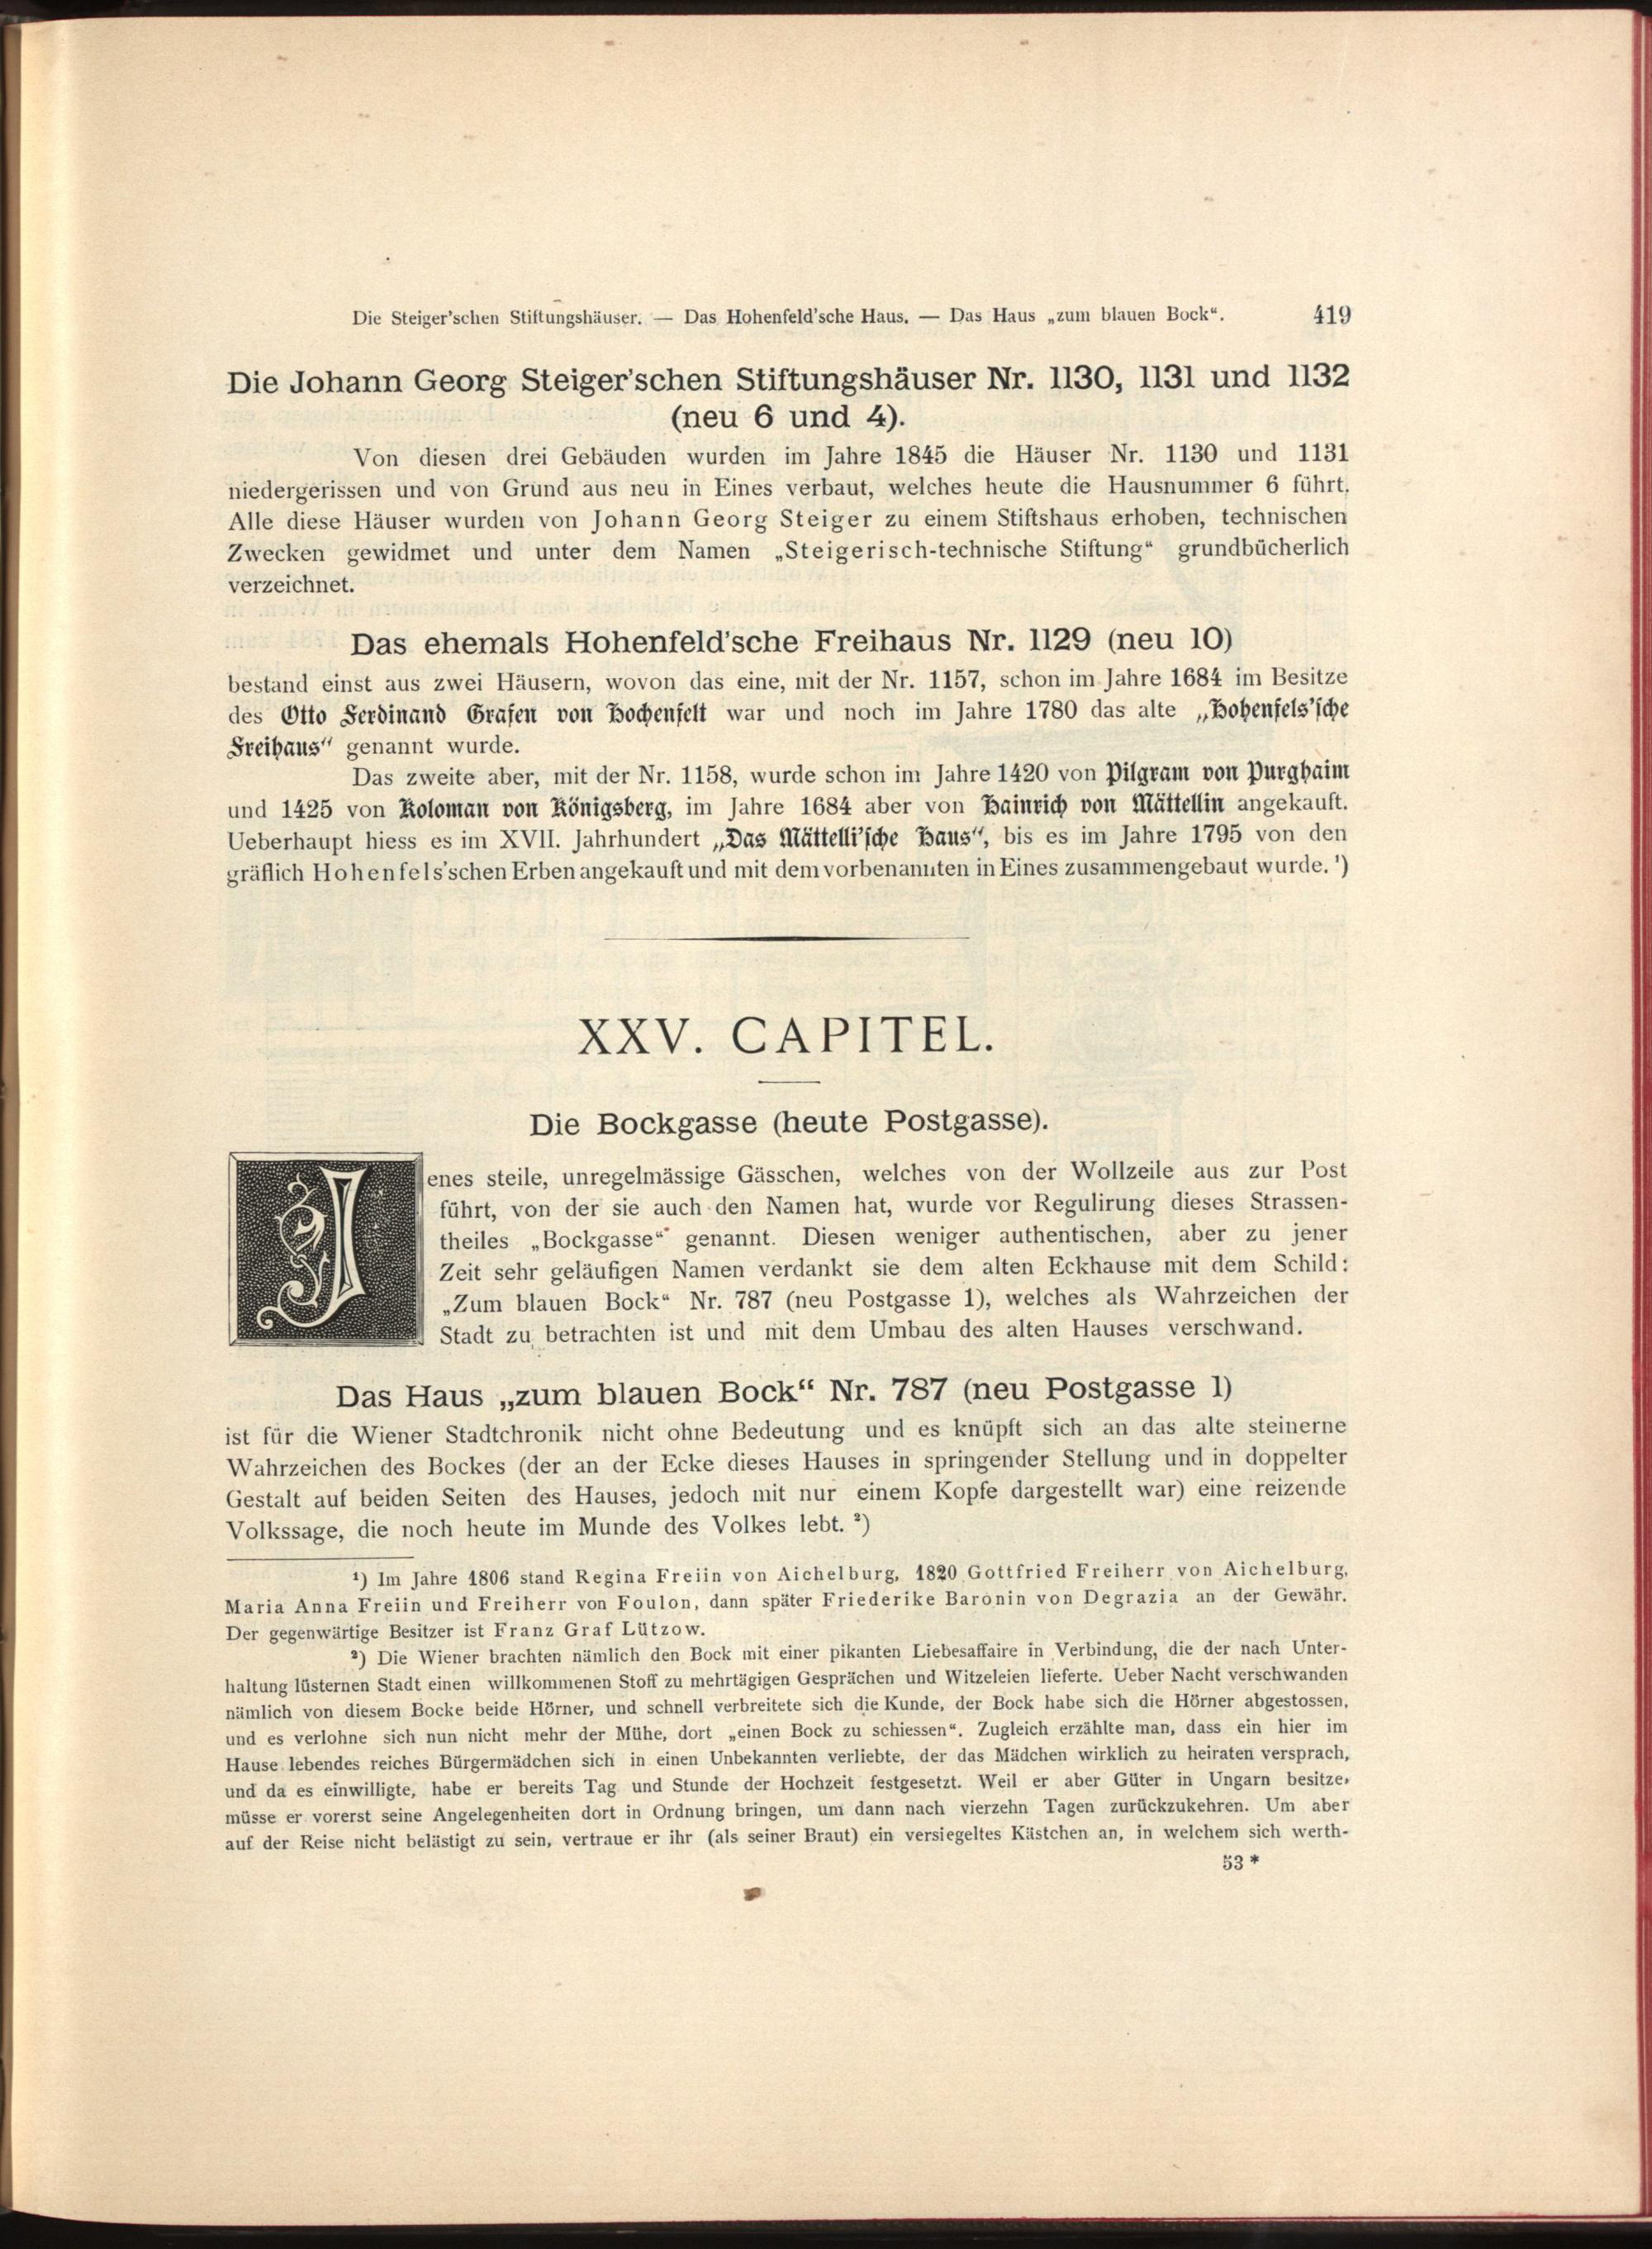 Die Steiger'schen Stiftungshäuser. — Das Hohenfeld'sche Haus. — Das Haus „zum blauen Bock“. 419
Die Johann Georg Steiger'schen Stiftungshäuser Nr. 1130, 1131 und 1132
(neu 6 und 4).
Von diesen drei Gebäuden wurden im Jahre 1845 die Häuser Nr. 1130 und 1131
niedergerissen und von Grund aus neu in Eines verbaut, welches heute die Hausnummer 6 führt.
Alle diese Häuser wurden von Johann Georg Steiger zu einem Stiftshaus erhoben, technischen
Zwecken gewidmet und unter dem Namen „Steigerisch-technische Stiftung“ grundbücherlich
verzeichnet.
Das ehemals Hohenfeld'sche Freihaus Nr. 1129 (neu 10)
bestand einst aus zwei Häusern, wovon das eine, mit der Nr. 1157, schon im Jahre 1684 im Besitze
des Otto Ferdinand Grafen von Hochenfelt war und noch im Jahre 1780 das alte „Hohenfels'sche
Freihaus“ genannt wurde.
Das zweite aber, mit der Nr. 1158, wurde schon im Jahre 1420 von Pilgram von Purghaim
und 1425 von Koloman von Königsberg, im Jahre 1684 aber von Hainrich von Mättellin angekauft.
Ueberhaupt hiess es im XVII. Jahrhundert „Das Mättelli'sche Haus“, bis es im Jahre 1795 von den
gräflich Hohenfels'schen Erben angekauft und mit dem vorbenannten in Eines zusammengebaut wurde. ¹)
XXV. CAPITEL.
Die Bockgasse (heute Postgasse).
Jenes steile, unregelmässige Gässchen, welches von der Wollzeile aus zur Post
führt, von der sie auch den Namen hat, wurde vor Regulirung dieses Strassen-
theiles „Bockgasse“ genannt. Diesen weniger authentischen, aber zu jener
Zeit sehr geläufigen Namen verdankt sie dem alten Eckhause mit dem Schild:
„Zum blauen Bock“ Nr. 787 (neu Postgasse 1), welches als Wahrzeichen der
Stadt zu betrachten ist und mit dem Umbau des alten Hauses verschwand.
Das Haus „zum blauen Bock“ Nr. 787 (neu Postgasse 1)
ist für die Wiener Stadtchronik nicht ohne Bedeutung und es knüpft sich an das alte steinerne
Wahrzeichen des Bockes (der an der Ecke dieses Hauses in springender Stellung und in doppelter
Gestalt auf beiden Seiten des Hauses, jedoch mit nur einem Kopfe dargestellt war) eine reizende
Volkssage, die noch heute im Munde des Volkes lebt. ²)
¹) Im Jahre 1806 stand Regina Freiin von Aichelburg, 1820 Gottfried Freiherr von Aichelburg,
Maria Anna Freiin und Freiherr von Foulon, dann später Friederike Baronin von Degrazia an der Gewähr.
Der gegenwärtige Besitzer ist Franz Graf Lützow.
²) Die Wiener brachten nämlich den Bock mit einer pikanten Liebesaffaire in Verbindung, die der nach Unter-
haltung lüsternen Stadt einen willkommenen Stoff zu mehrtägigen Gesprächen und Witzeleien lieferte. Ueber Nacht verschwanden
nämlich von diesem Bocke beide Hörner, und schnell verbreitete sich die Kunde, der Bock habe sich die Hörner abgestossen,
und es verlohne sich nun nicht mehr der Mühe, dort „einen Bock zu schiessen“. Zugleich erzählte man, dass ein hier im
Hause lebendes reiches Bürgermädchen sich in einen Unbekannten verliebte, der das Mädchen wirklich zu heiraten versprach,
und da es einwilligte, habe er bereits Tag und Stunde der Hochzeit festgesetzt. Weil er aber Güter in Ungarn besitze,
müsse er vorerst seine Angelegenheiten dort in Ordnung bringen, um dann nach vierzehn Tagen zurückzukehren. Um aber
auf der Reise nicht belästigt zu sein, vertraue er ihr (als seiner Braut) ein versiegeltes Kästchen an, in welchem sich werth-
53 *